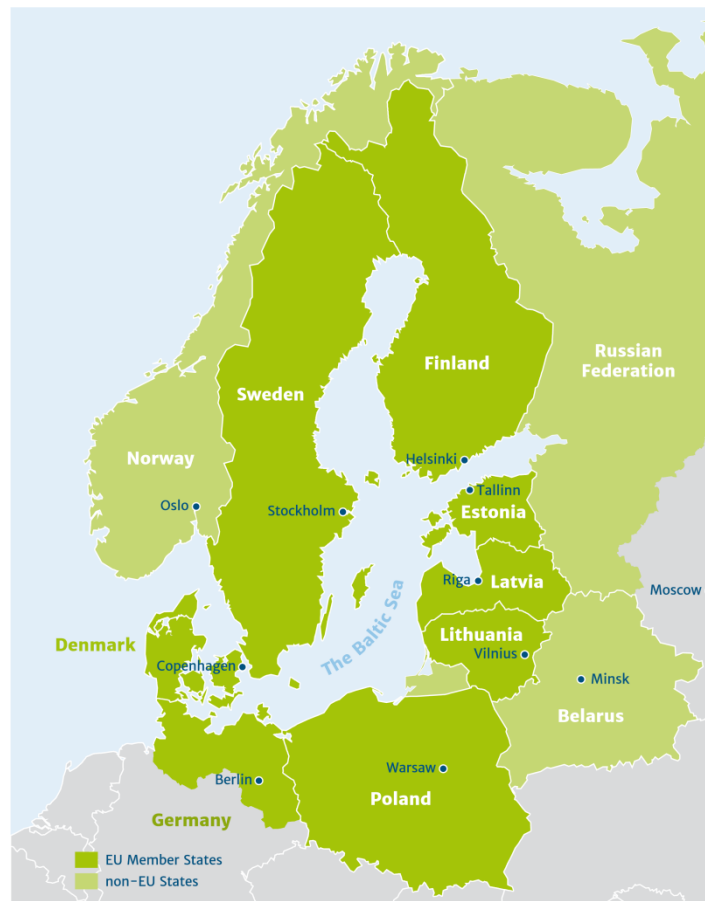 Russian
Federation
Finland
Sweden
Norway
Helsinki
Tallinn
Oslo
Stockholm
Estonia
Riga
Latvia
Moscow
The Baltic Sea
Lithuania
Denmark
Vilnius
Copenhagen
Minsk
Belarus
Warsaw
Berlin
Poland
Germany
EU Member States
non-EU States